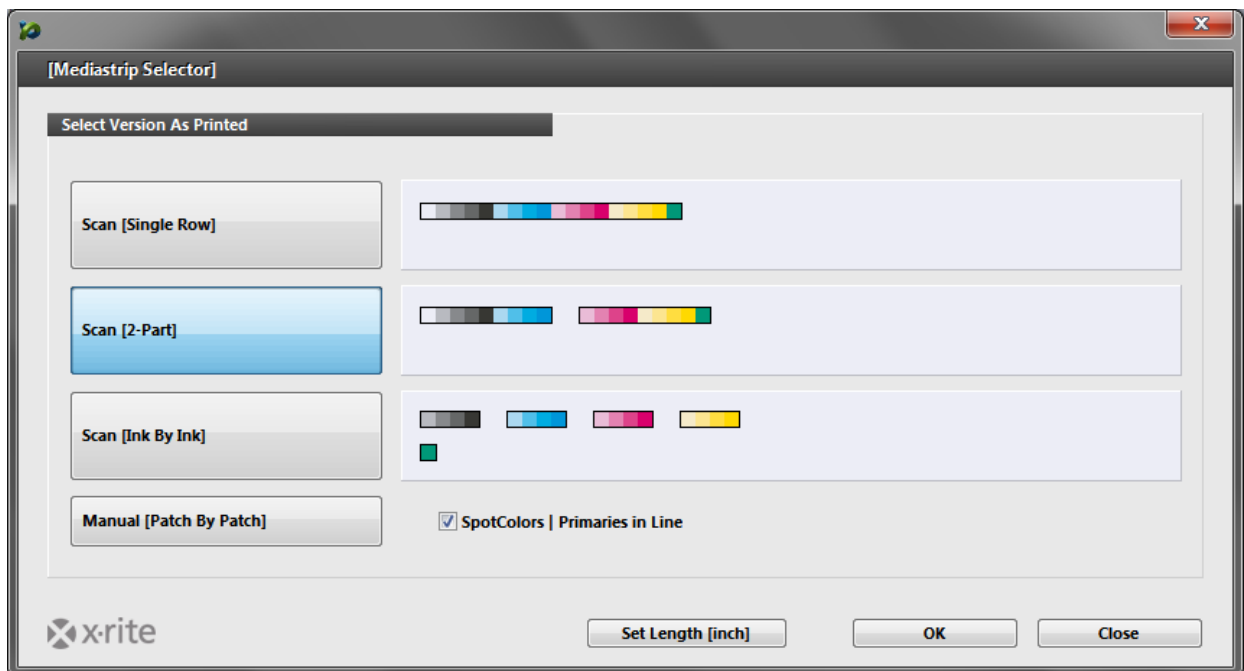 [Mediastrip Selector]
Select Version As Printed
Scan [Single Row]
Scan [2-Part]
Scan [Ink By Ink]
Manual [Patch By Patch]
SpotColors | Primaries in Line
x·rite
Set Length [inch]
OK
Close